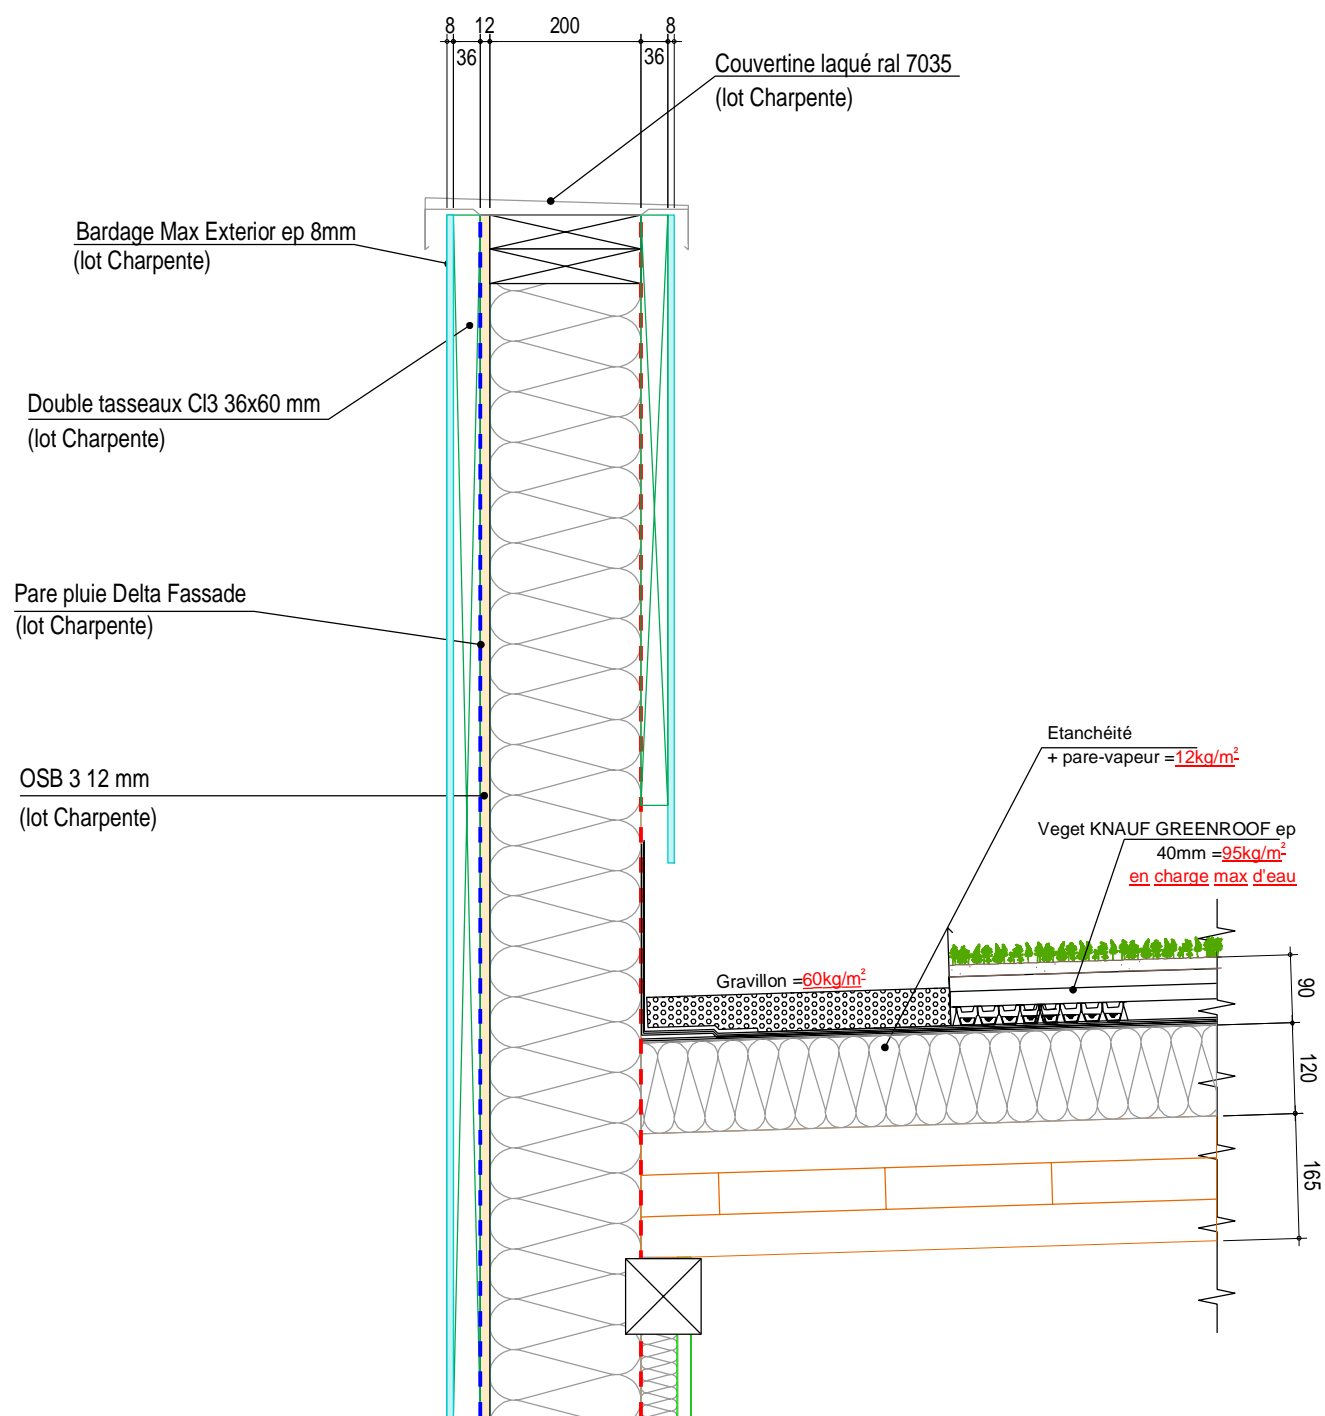 8 12 200 8
36 36
Couvertine laqué ral 7035
(lot Charpente)
Bardage Max Exterior ep 8mm
(lot Charpente)
Double tasseaux Cl3 36x60 mm
(lot Charpente)
Pare pluie Delta Fassade
(lot Charpente)
OSB 3 12 mm
(lot Charpente)
Etanchéité
+ pare-vapeur =12kg/m²
Veget KNAUF GREENROOF ep
40mm =95kg/m²
en charge max d'eau
Gravillon =60kg/m²
90
120
165